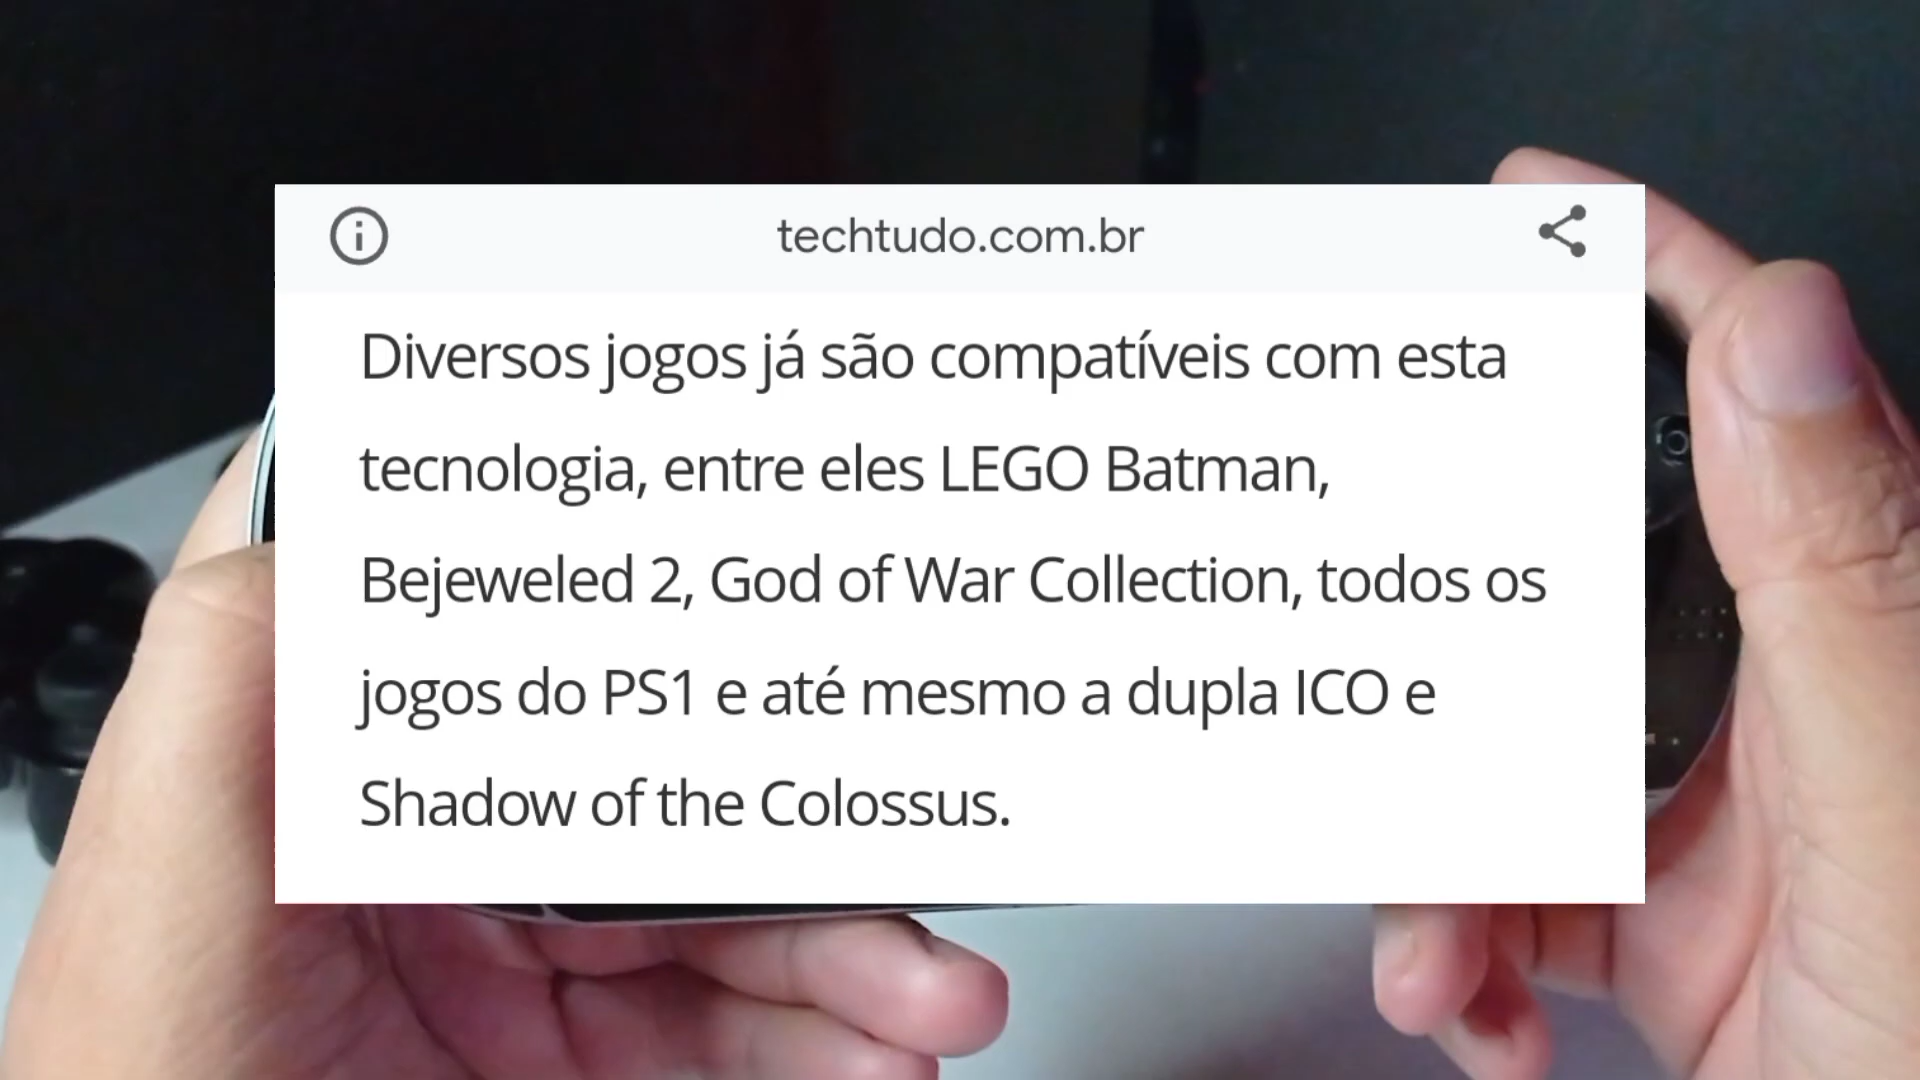 techtudo.com.br
Diversos jogos já são compatíveis com esta
tecnologia, entre eles LEGO Batman,
Bejeweled 2, God of War Collection, todos os
jogos do PS1 e até mesmo a dupla ICO e
Shadow of the Colossus.